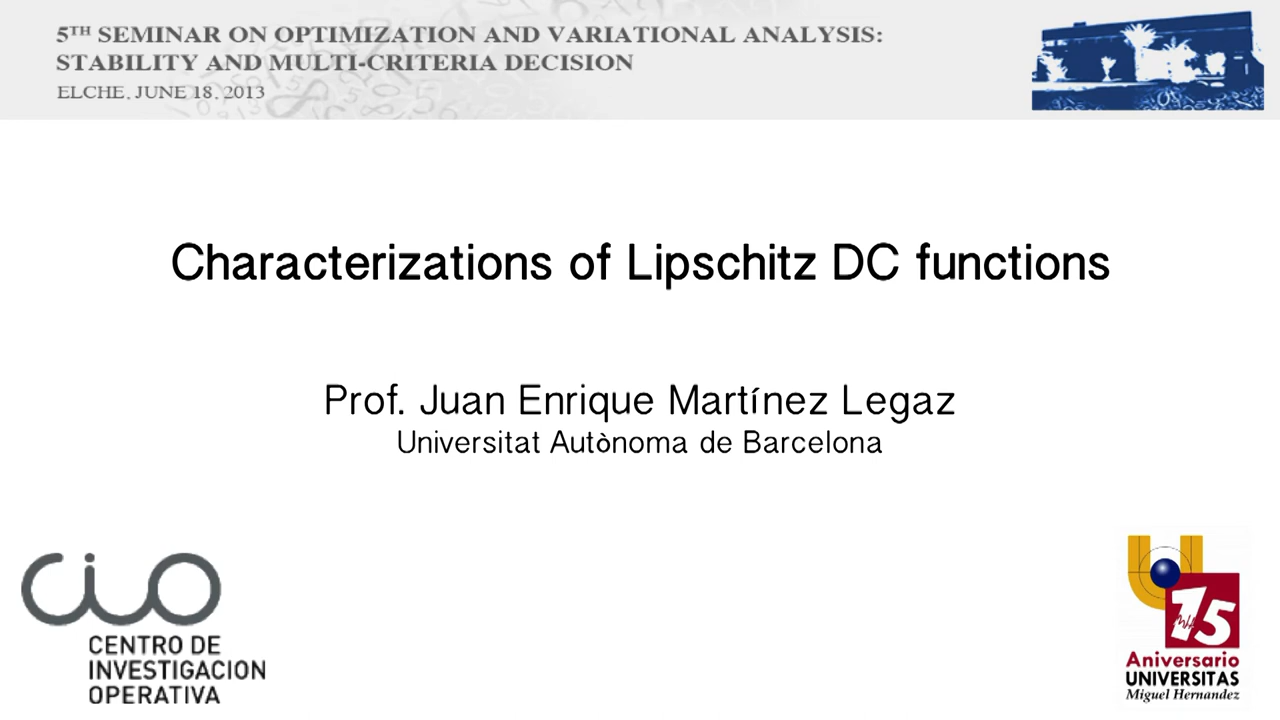 5TH SEMINAR ON OPTIMIZATION AND VARIATIONAL ANALYSIS:
STABILITY AND MULTI-CRITERIA DECISION
ELCHE, JUNE 18, 2013
Characterizations of Lipschitz DC functions
Prof. Juan Enrique Martínez Legaz
Universitat Autònoma de Barcelona
cio
CENTRO DE
INVESTIGACION
OPERATIVA
U
15
Aniversario
UNIVERSITAS
Miguel Hernandez